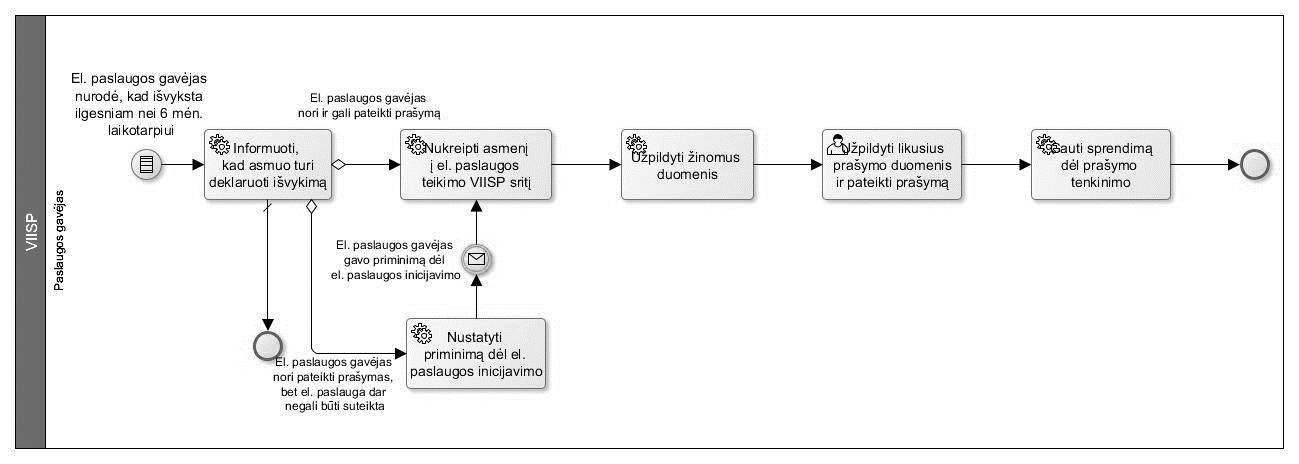 VIISP
Paslaugos gavėjas
El. paslaugos gavėjas
nurodė, kad išvyksta
ilgesniam nei 6 mėn.
laikotarpiui
Informuoti,
kad asmuo turi
deklaruoti išvykimą
El. paslaugos gavėjas
nori ir gali pateikti prašymą
Nukreipti asmenį
į el. paslaugos
teikimo VIISP sritį
Užpildyti žinomus
duomenis
Užpildyti likusius
prašymo duomenis
ir pateikti prašymą
Gauti sprendimą
dėl prašymo
tenkinimo
El. paslaugos gavėjas
gavo priminimą dėl
el. paslaugos inicijavimo
Nustatyti
priminimą dėl el.
paslaugos inicijavimo
El. paslaugos gavėjas
nori pateikti prašymas,
bet el. paslauga dar
negali būti suteikta